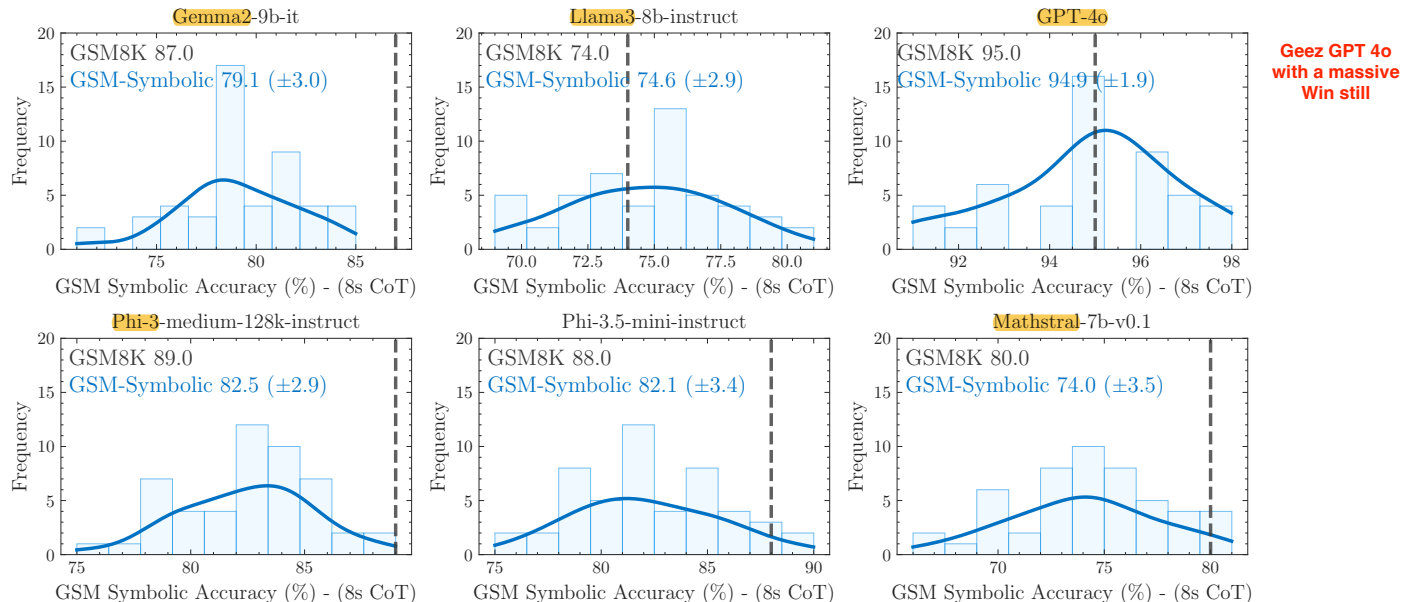 Gemma2-9b-it
GSM8K 87.0
GSM-Symbolic 79.1 (±3.0)
Frequency
20
15
10
5
0
75 80 85
GSM Symbolic Accuracy (%) - (8s CoT)
Llama3-8b-instruct
GSM8K 74.0
GSM-Symbolic 74.6 (±2.9)
Frequency
20
15
10
5
0
70.0 72.5 75.0 77.5 80.0
GSM Symbolic Accuracy (%) - (8s CoT)
GPT-4o
GSM8K 95.0
GSM-Symbolic 94.9 (±1.9)
Frequency
20
15
10
5
0
92 94 96 98
GSM Symbolic Accuracy (%) - (8s CoT)
Geez GPT 4o
with a massive
Win still
Phi-3-medium-128k-instruct
GSM8K 89.0
GSM-Symbolic 82.5 (±2.9)
Frequency
20
15
10
5
0
75 80 85
GSM Symbolic Accuracy (%) - (8s CoT)
Phi-3.5-mini-instruct
GSM8K 88.0
GSM-Symbolic 82.1 (±3.4)
Frequency
20
15
10
5
0
75 80 85 90
GSM Symbolic Accuracy (%) - (8s CoT)
Mathstral-7b-v0.1
GSM8K 80.0
GSM-Symbolic 74.0 (±3.5)
Frequency
20
15
10
5
0
70 75 80
GSM Symbolic Accuracy (%) - (8s CoT)